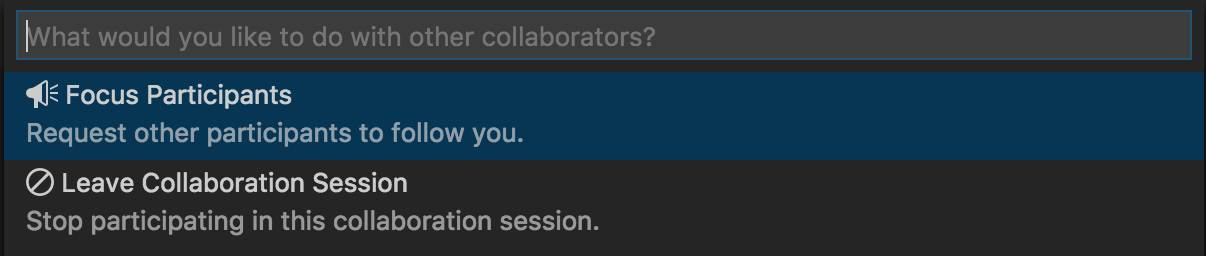 What would you like to do with other collaborators?
Focus Participants
Request other participants to follow you.
Leave Collaboration Session
Stop participating in this collaboration session.